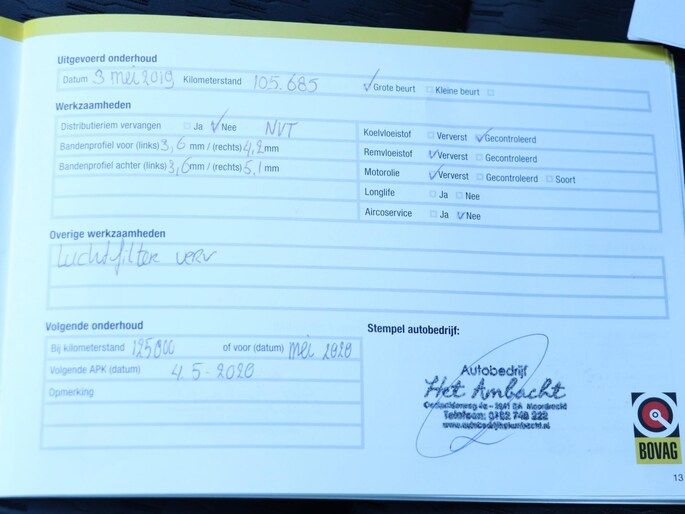 Uitgevoerd onderhoud
Datum 3 mei 2019 Kilometerstand 105.685 Grote beurt Kleine beurt
Werkzaamheden
Distributieriem vervangen Ja Nee NVT
Bandenprofiel voor (links) 3,6 mm / (rechts) 4,2 mm
Bandenprofiel achter (links) 3,6 mm / (rechts) 5,1 mm
Koelvloeistof Ververst Gecontroleerd
Remvloeistof Ververst Gecontroleerd
Motorolie Ververst Gecontroleerd Soort
Longlife Ja Nee
Aircoservice Ja Nee
Overige werkzaamheden
Luchtfilter verv
Volgende onderhoud
Bij kilometerstand 125000 of voor (datum) mei 2020
Volgende APK (datum) 4-5-2020
Opmerking
Stempel autobedrijf:
Autobedrijf
Het Ambacht
Telefoon: 0182 748 222
BOVAG
13